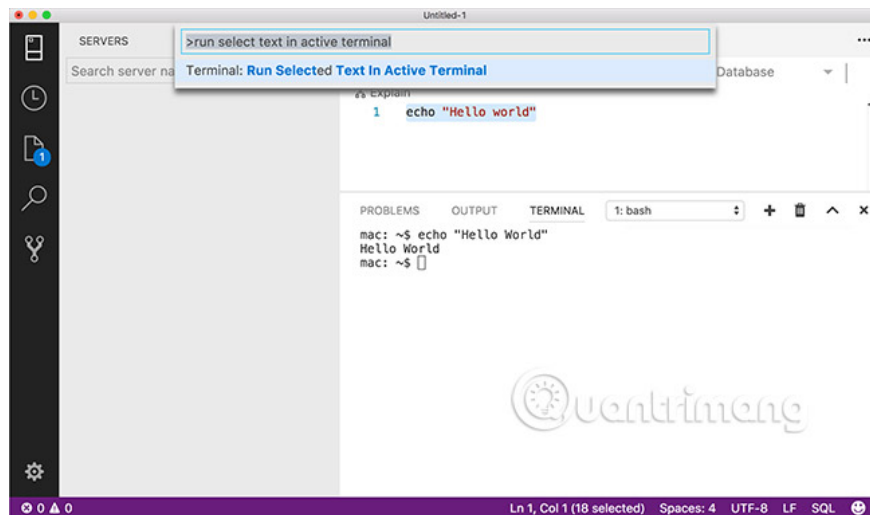 Untitled-1
SERVERS
>run select text in active terminal
Search server na
Terminal: Run Selected Text In Active Terminal
Database
Explain
1 echo "Hello world"
PROBLEMS OUTPUT TERMINAL 1: bash
mac: ~$ echo "Hello World"
Hello World
mac: ~$
1
Quantrimang
0 0 Ln 1, Col 1 (18 selected) Spaces: 4 UTF-8 LF SQL